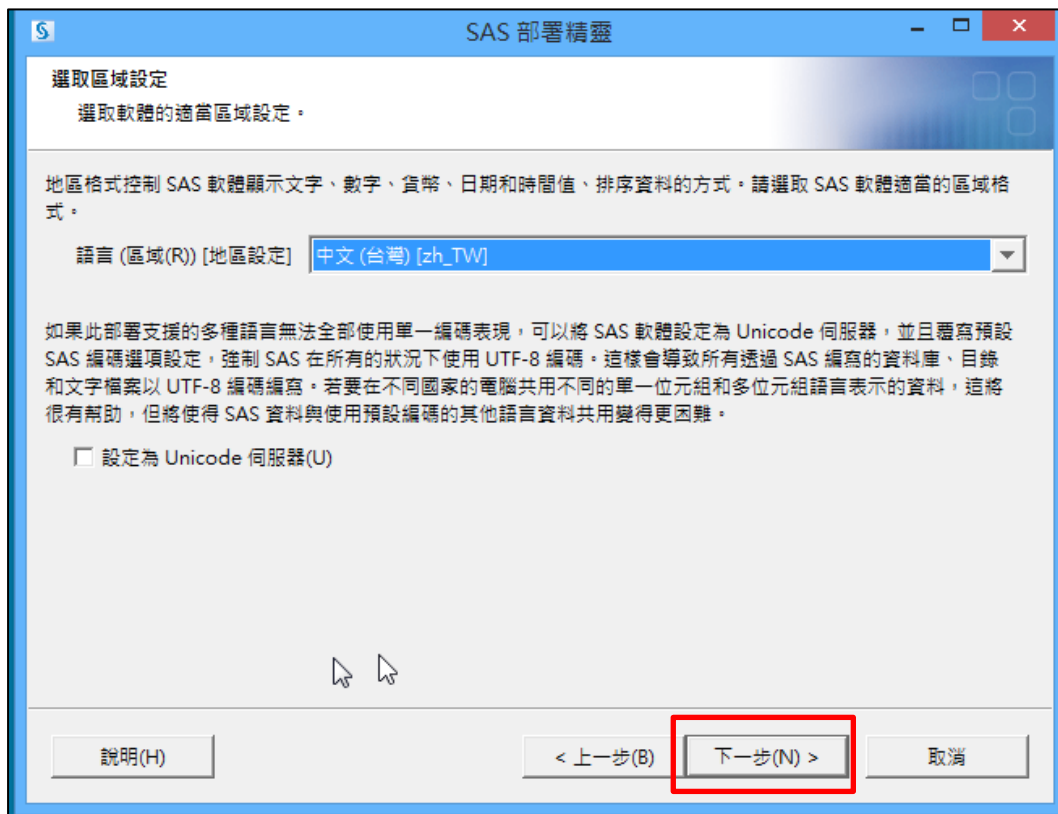 SAS 部署精靈
選取區域設定
選取軟體的適當區域設定。
地區格式控制 SAS 軟體顯示文字、數字、貨幣、日期和時間值、排序資料的方式。請選取 SAS 軟體適當的區域格
式。
語言 (區域(R)) [地區設定] 中文 (台灣) [zh_TW]
如果此部署支援的多種語言無法全部使用單一編碼表現，可以將 SAS 軟體設定為 Unicode 伺服器，並且覆寫預設
SAS 編碼選項設定，強制 SAS 在所有的狀況下使用 UTF-8 編碼。這樣會導致所有透過 SAS 編寫的資料庫、目錄
和文字檔案以 UTF-8 編碼編寫。若要在不同國家的電腦共用不同的單一位元組和多位元組語言表示的資料，這將
很有幫助，但將使得 SAS 資料與使用預設編碼的其他語言資料共用變得更困難。
設定為 Unicode 伺服器(U)
說明(H) < 上一步(B) 下一步(N) > 取消